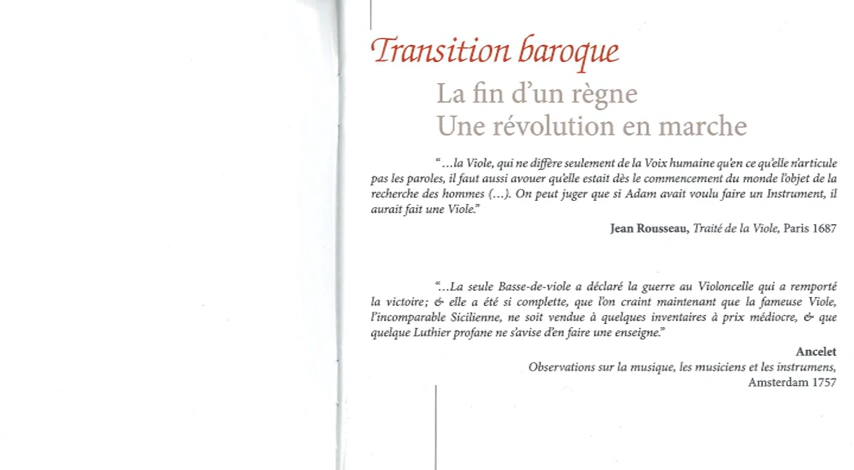 Transition baroque
La fin d'un règne
Une révolution en marche
“…la Viole, qui ne diffère seulement de la Voix humaine qu'en ce qu'elle n'articule
pas les paroles, il faut aussi avouer qu'elle estait dès le commencement du monde l'objet de la
recherche des hommes (…). On peut juger que si Adam avait voulu faire un Instrument, il
aurait fait une Viole.”
Jean Rousseau, Traité de la Viole, Paris 1687
“…La seule Basse-de-viole a déclaré la guerre au Violoncelle qui a remporté
la victoire; & elle a été si complette, que l'on craint maintenant que la fameuse Viole,
l'incomparable Sicilienne, ne soit vendue à quelques inventaires à prix médiocre, & que
quelque Luthier profane ne s'avise d'en faire une enseigne.”
Ancelet
Observations sur la musique, les musiciens et les instrumens,
Amsterdam 1757